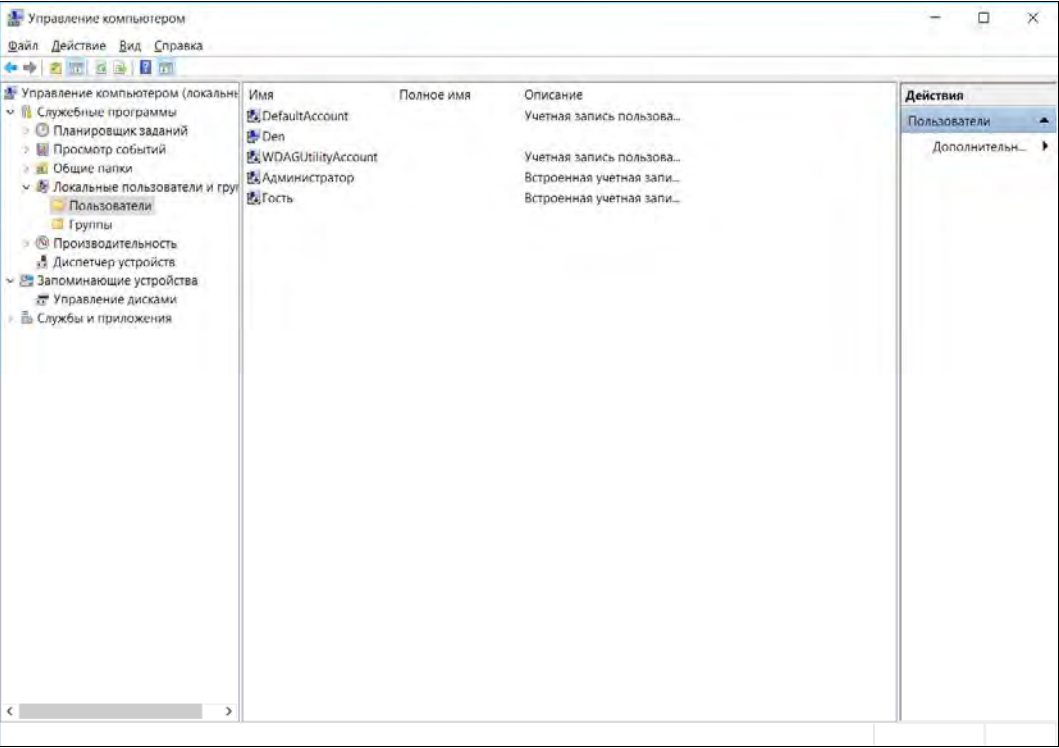 Управление компьютером
Файл Действие Вид Справка
Управление компьютером (локальнь
Служебные программы
Планировщик заданий
Просмотр событий
Общие папки
Локальные пользователи и груг
Пользователи
Группы
Производительность
Диспетчер устройств
Запоминающие устройства
Управление дисками
Службы и приложения
Имя Полное имя Описание
DefaultAccount Учетная запись пользова...
Den
WDAGUtilityAccount Учетная запись пользова...
Администратор Встроенная учетная запи...
Гость Встроенная учетная запи...
Действия
Пользователи
Дополнительн...